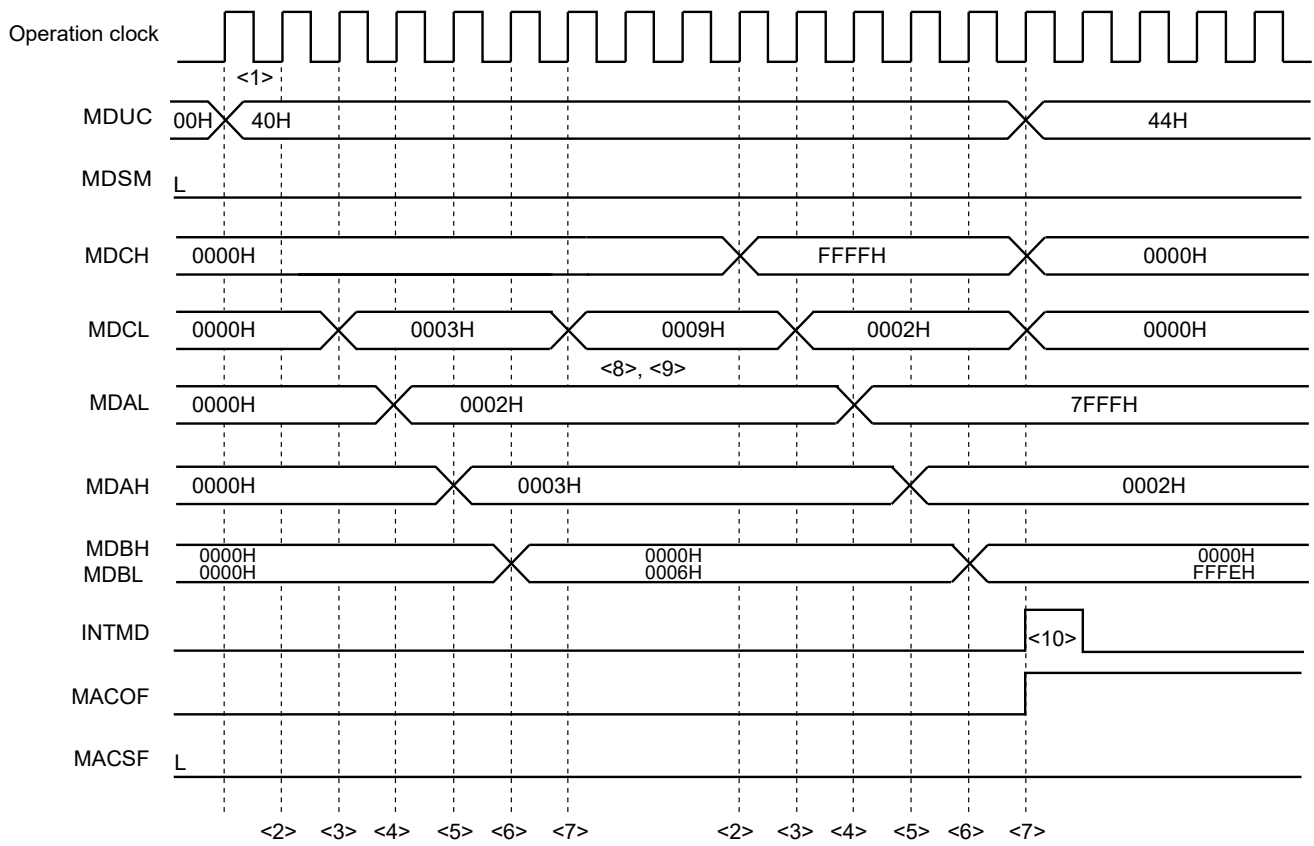 Operation clock
<1>
MDUC 00H 40H 44H
MDSM L
MDCH 0000H FFFFH 0000H
MDCL 0000H 0003H 0009H 0002H 0000H
<8>, <9>
MDAL 0000H 0002H 7FFFH
MDAH 0000H 0003H 0002H
MDBH 0000H 0000H 0000H
MDBL 0000H 0006H FFFEH
INTMD <10>
MACOF
MACSF L
<2> <3> <4> <5> <6> <7> <2> <3> <4> <5> <6> <7>